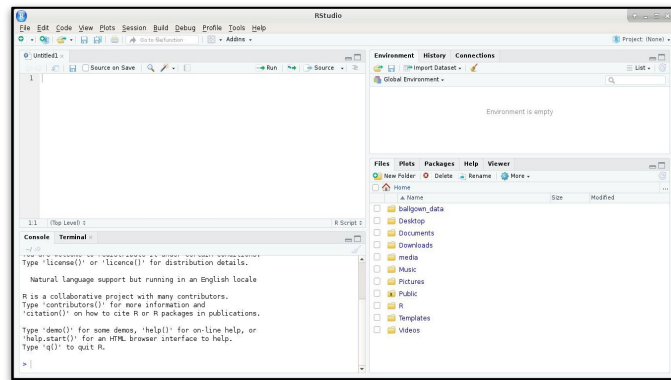 RStudio
File Edit Code View Plots Session Build Debug Profile Tools Help
Go to file/function Addins Project: (None)
Untitled1
Source on Save Run Source
1
1:1 (Top Level) R Script
Console Terminal
~/
Type 'license()' or 'licence()' for distribution details.
Natural language support but running in an English locale
R is a collaborative project with many contributors.
Type 'contributors()' for more information and
'citation()' on how to cite R or R packages in publications.
Type 'demo()' for some demos, 'help()' for on-line help, or
'help.start()' for an HTML browser interface to help.
Type 'q()' to quit R.
>
Environment History Connections
Import Dataset List
Global Environment
Environment is empty
Files Plots Packages Help Viewer
New Folder Delete Rename More
Home ...
Name Size Modified
ballgown_data
Desktop
Documents
Downloads
media
Music
Pictures
Public
R
Templates
Videos